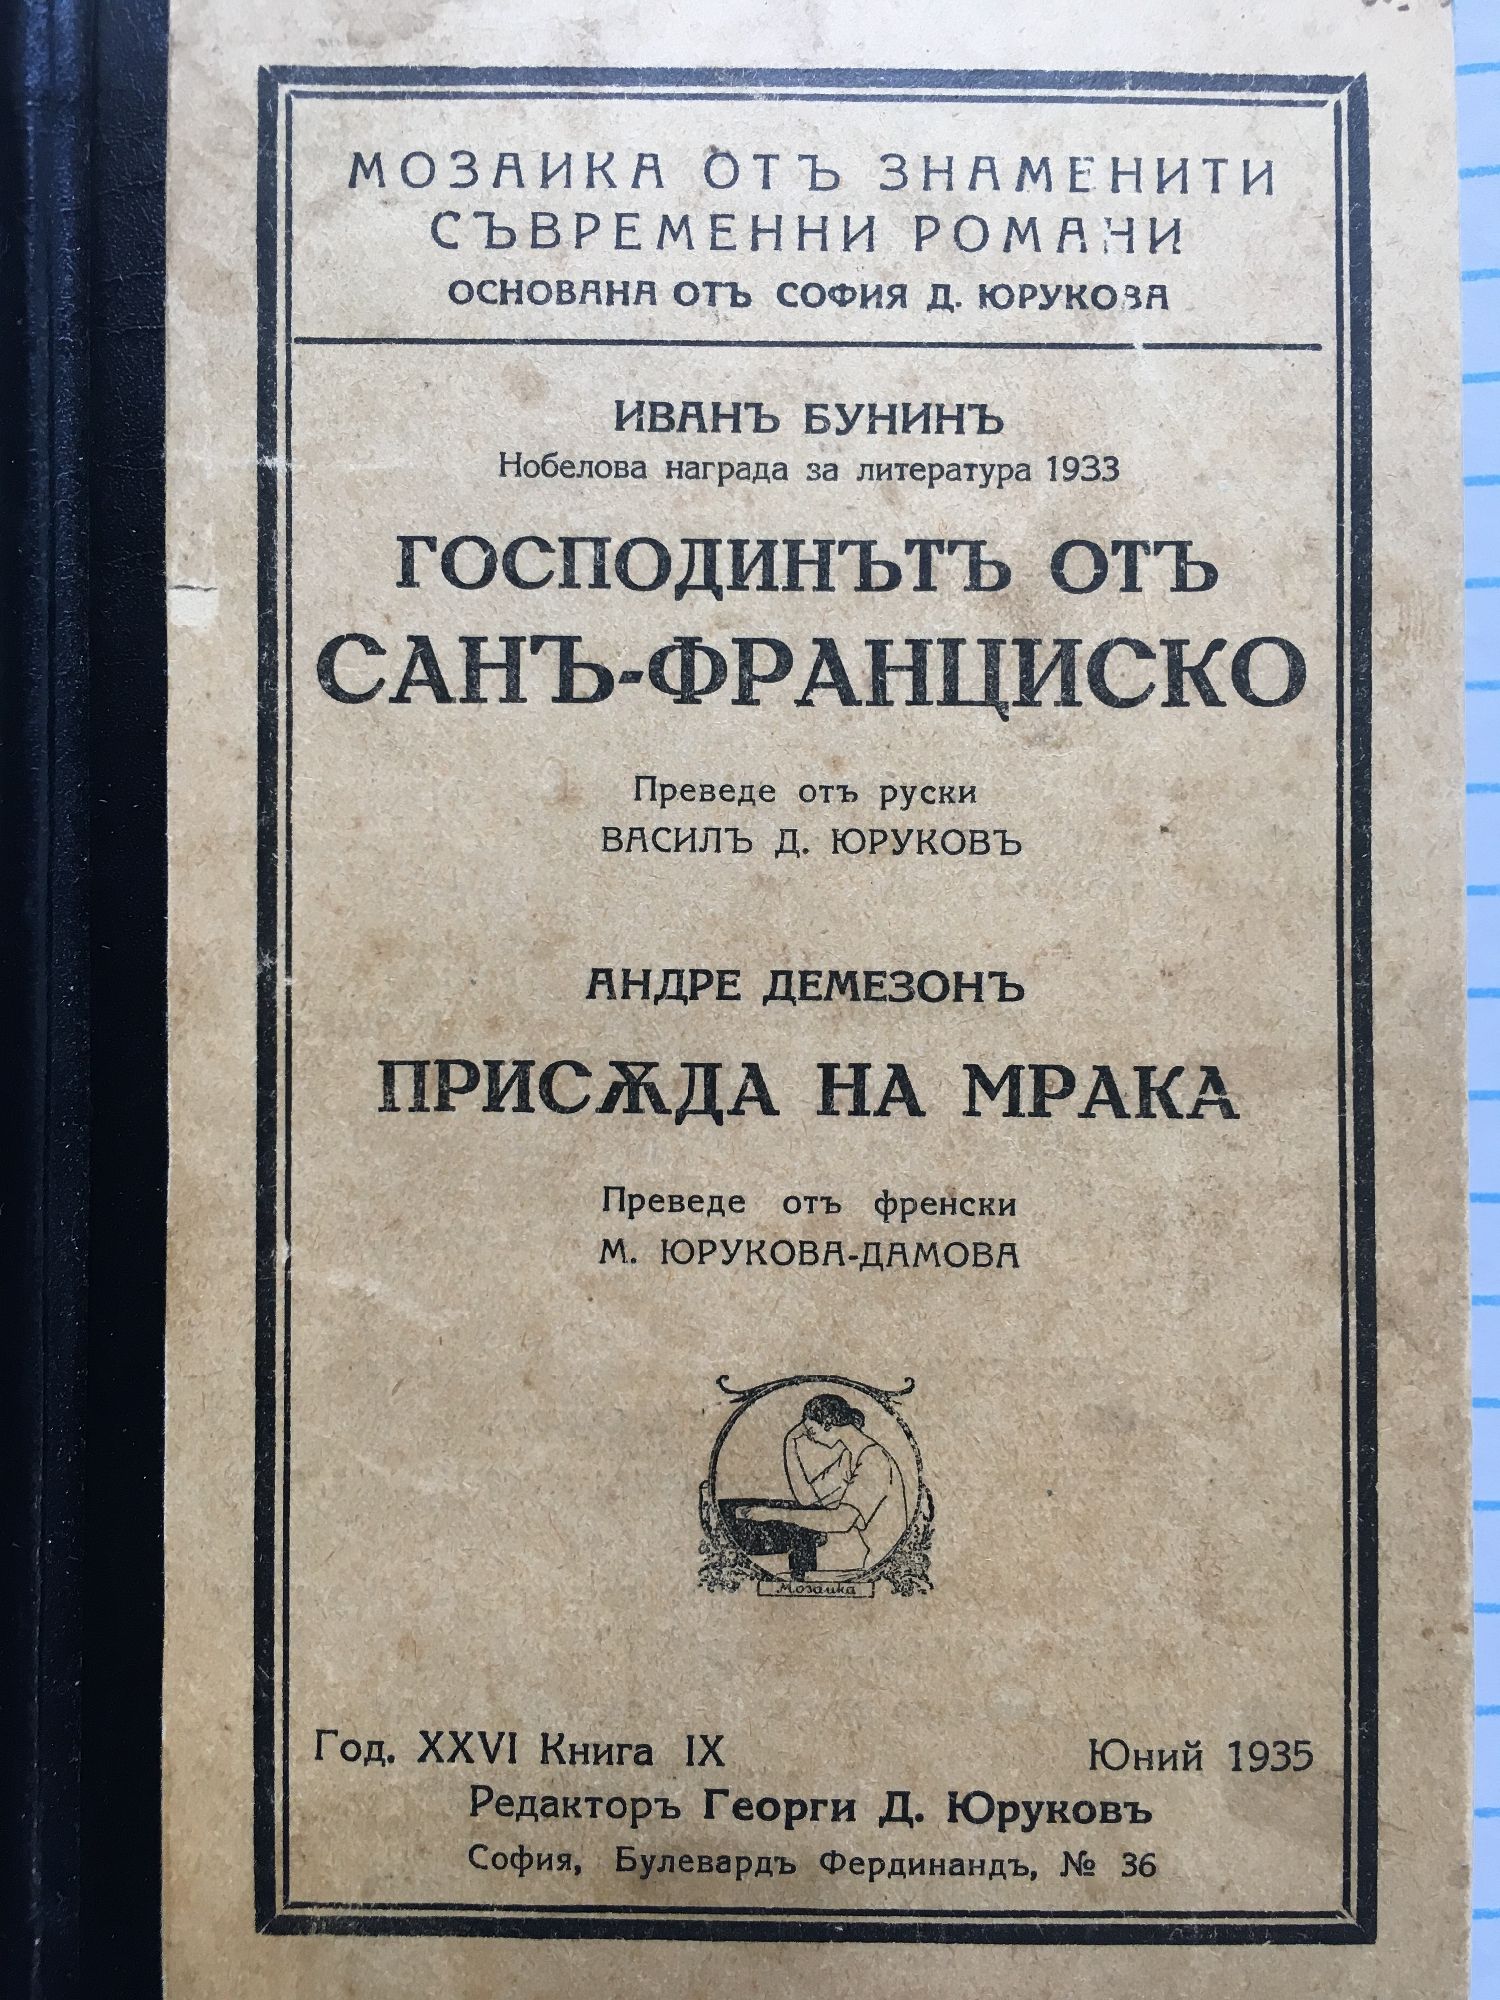 МОЗАИКА ОТЪ ЗНАМЕНИТИ
СЪВРЕМЕННИ РОМАНИ
ОСНОВАНА ОТЪ СОФИЯ Д. ЮРУКОВА
ИВАНЪ БУНИНЪ
Нобелова награда за литература 1933
ГОСПОДИНЪТЪ ОТЪ
САНЪ-ФРАНЦИСКО
Преведе отъ руски
ВАСИЛЪ Д. ЮРУКОВЪ
АНДРЕ ДЕМЕЗОНЪ
ПРИСѪДА НА МРАКА
Преведе отъ френски
М. ЮРУКОВА-ДАМОВА
Мозаика
Год. XXVI Книга IX Юний 1935
Редакторъ Георги Д. Юруковъ
София, Булевардъ Фердинандъ, № 36